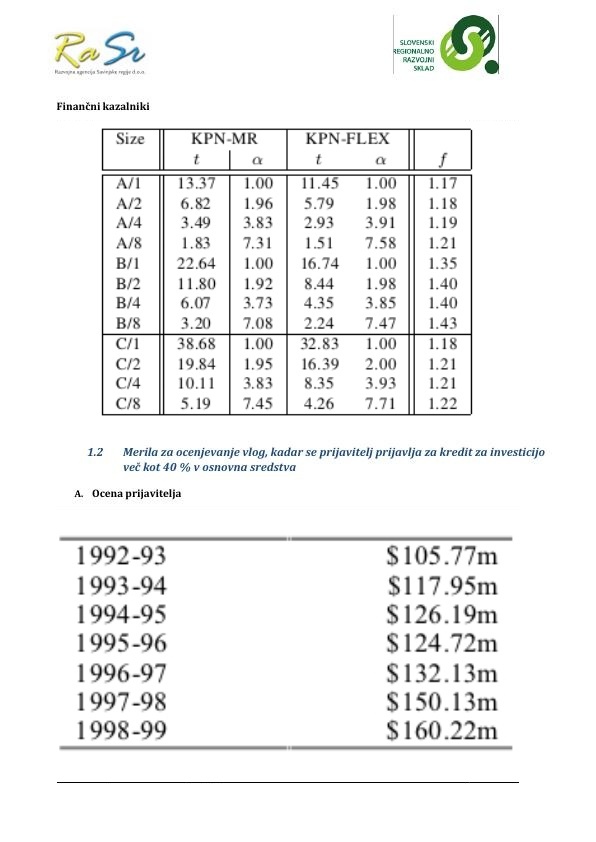 RaSr
Razvojna agencija Savinjske regije d.o.o.
SLOVENSKI
REGIONALNO
RAZVOJNI
SKLAD
Finančni kazalniki
Size KPN-MR KPN-FLEX
t α t α f
A/1 13.37 1.00 11.45 1.00 1.17
A/2 6.82 1.96 5.79 1.98 1.18
A/4 3.49 3.83 2.93 3.91 1.19
A/8 1.83 7.31 1.51 7.58 1.21
B/1 22.64 1.00 16.74 1.00 1.35
B/2 11.80 1.92 8.44 1.98 1.40
B/4 6.07 3.73 4.35 3.85 1.40
B/8 3.20 7.08 2.24 7.47 1.43
C/1 38.68 1.00 32.83 1.00 1.18
C/2 19.84 1.95 16.39 2.00 1.21
C/4 10.11 3.83 8.35 3.93 1.21
C/8 5.19 7.45 4.26 7.71 1.22
1.2 Merila za ocenjevanje vlog, kadar se prijavitelj prijavlja za kredit za investicijo
več kot 40 % v osnovna sredstva
A. Ocena prijavitelja
1992-93 $105.77m
1993-94 $117.95m
1994-95 $126.19m
1995-96 $124.72m
1996-97 $132.13m
1997-98 $150.13m
1998-99 $160.22m